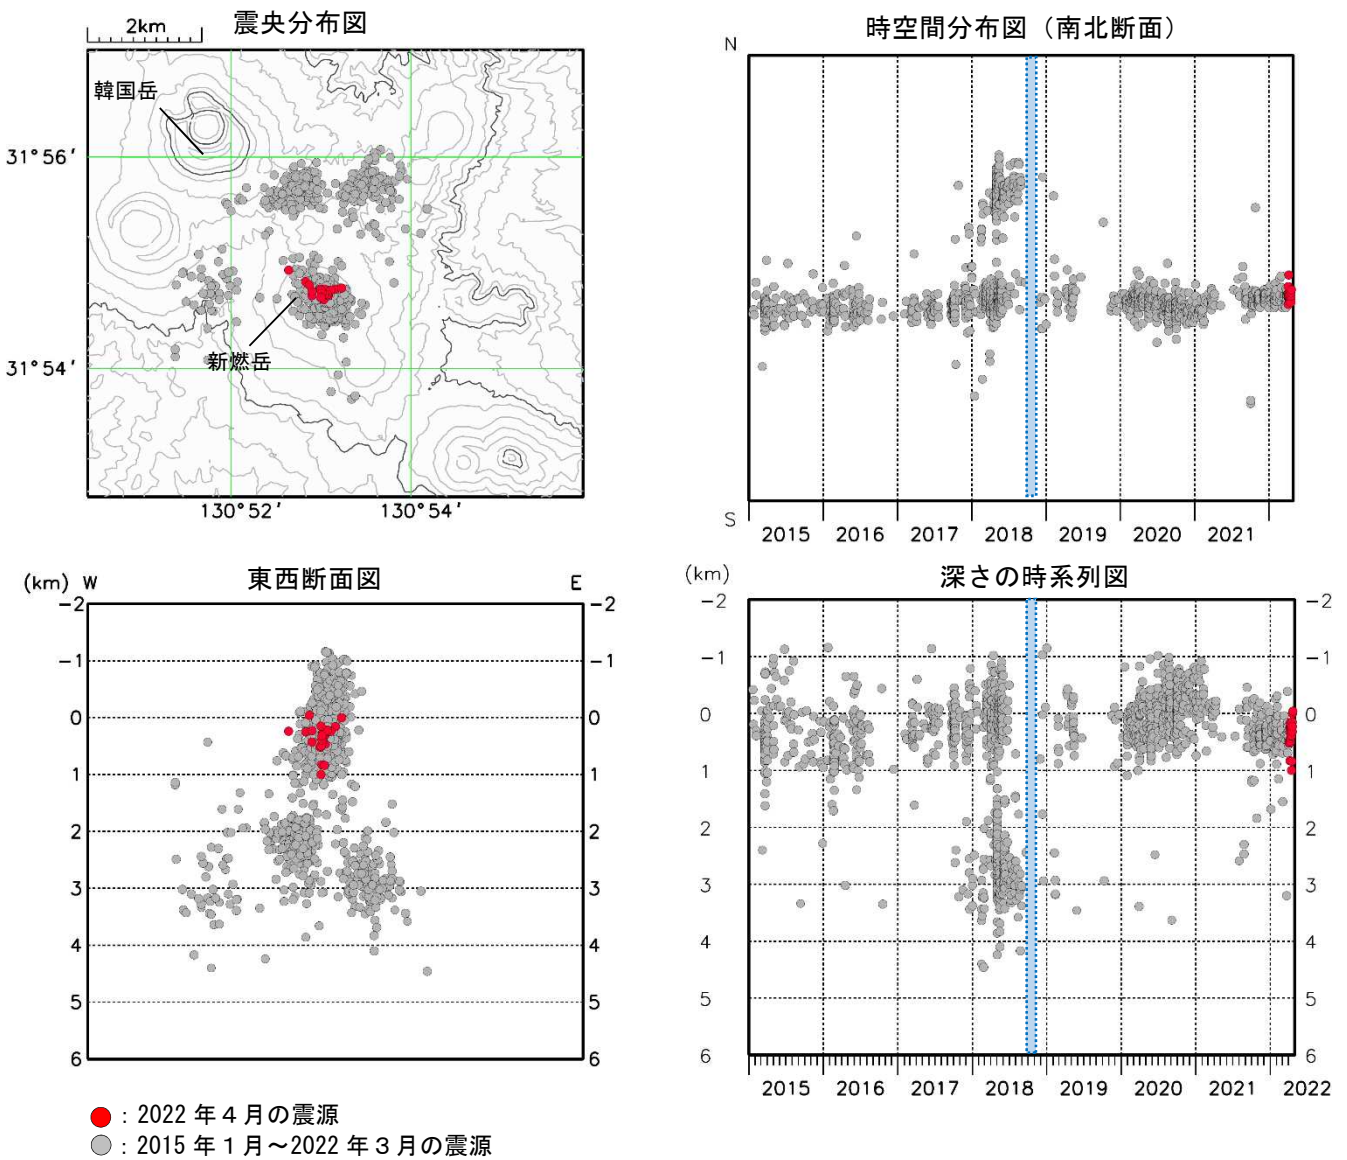 2km
震央分布図
韓国岳
31°56′
新燃岳
31°54′
130°52′ 130°54′
時空間分布図（南北断面）
N
S
2015 2016 2017 2018 2019 2020 2021
東西断面図
(km) W E
-2 -2
-1 -1
0 0
1 1
2 2
3 3
4 4
5 5
6 6
深さの時系列図
(km)
-2 -2
-1 -1
0 0
1 1
2 2
3 3
4 4
5 5
6 6
2015 2016 2017 2018 2019 2020 2021 2022
：2022 年４月の震源
：2015 年１月～2022 年３月の震源